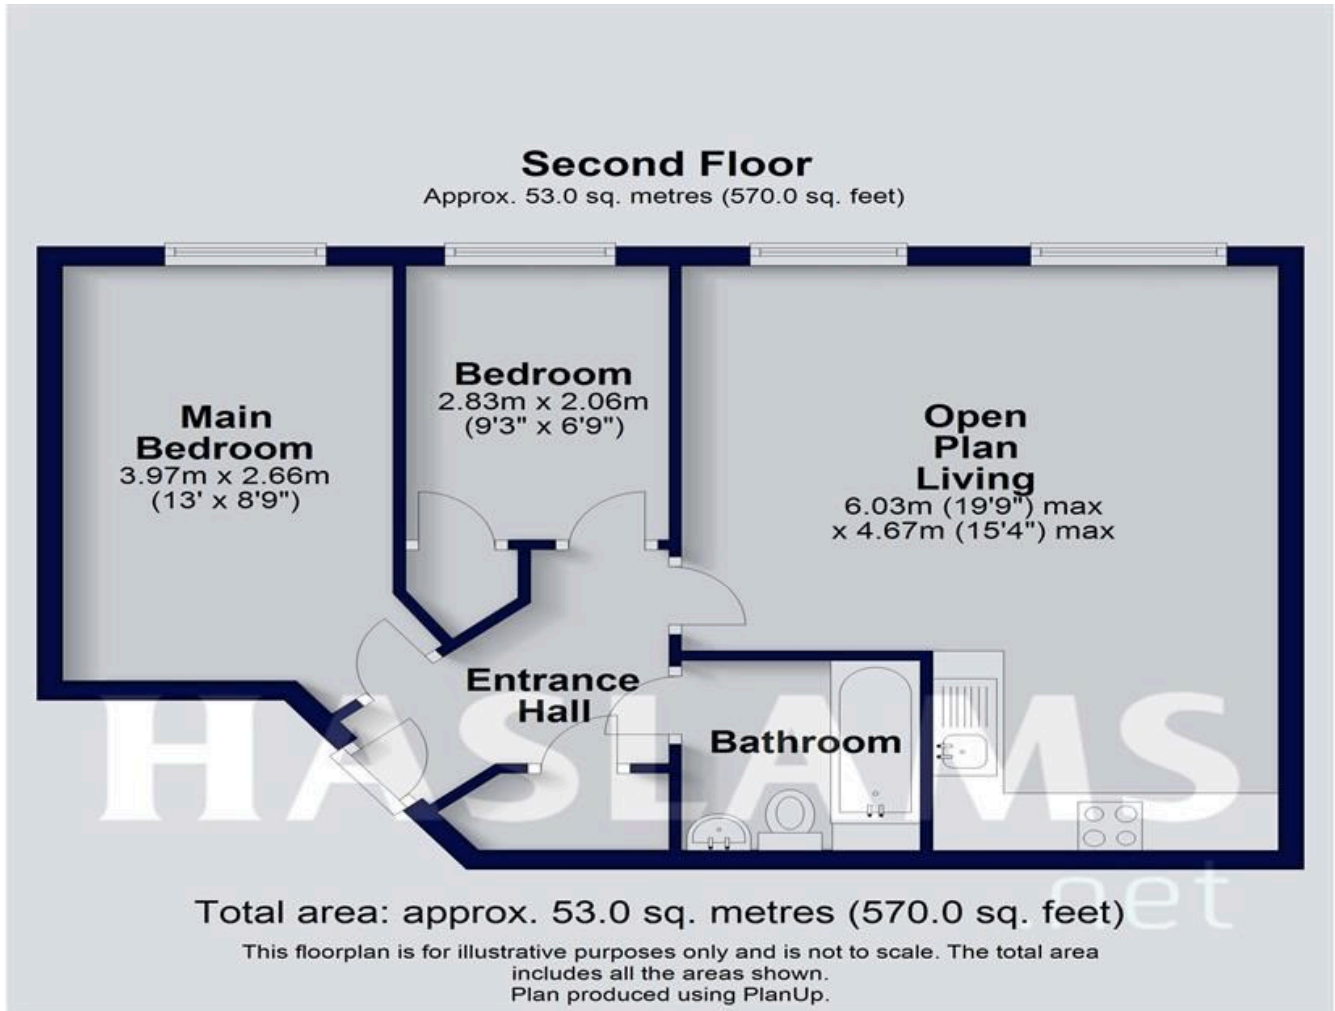 Second Floor
Approx. 53.0 sq. metres (570.0 sq. feet)
Main
Bedroom
3.97m x 2.66m
(13' x 8'9")
Bedroom
2.83m x 2.06m
(9'3" x 6'9")
Open
Plan
Living
6.03m (19'9") max
x 4.67m (15'4") max
Entrance
Hall
Bathroom
HASLAMS
.net
Total area: approx. 53.0 sq. metres (570.0 sq. feet)
This floorplan is for illustrative purposes only and is not to scale. The total area
includes all the areas shown.
Plan produced using PlanUp.